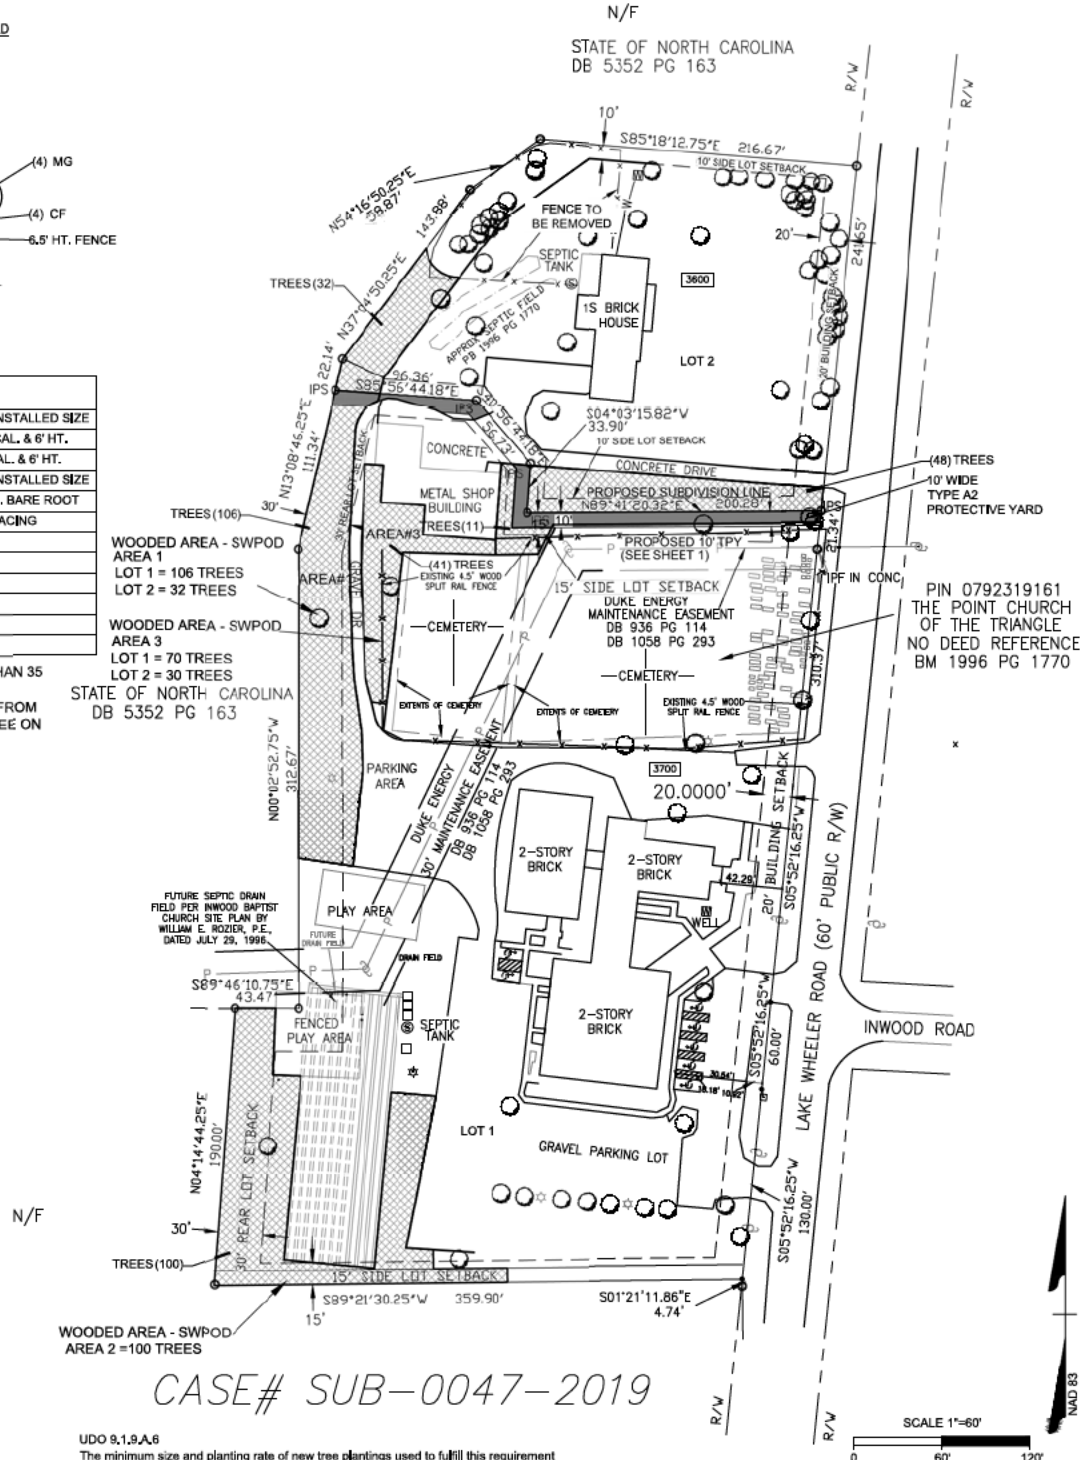 N/F
STATE OF NORTH CAROLINA
DB 5352 PG 163
R/W
R/W
D
(4) MG
(4) CF
6.5' HT. FENCE
10'
S85°18'12.75"E 216.67'
10' SIDE LOT SETBACK
N54°16'50.25"E
143.88'
FENCE TO
BE REMOVED
W
20'
241.65'
SEPTIC
TANK
3600
TREES (32)
N37°04'50.25"E
1S BRICK
HOUSE
20' BUILDING SETBACK
APPROX SEPTIC FIELD
PB 1996 PG 1770
LOT 2
22.14'
IPS
96.36'
S85°56'44.18"E
S40°56'44.18"E
56.73'
S04°03'15.82"W
33.90'
10' SIDE LOT SETBACK
NSTALLED SIZE
CAL. & 6' HT.
AL. & 6' HT.
NSTALLED SIZE
. BARE ROOT
ACING
N13°08'46.25"E
111.34'
30' REAR LOT SETBACK
CONCRETE
CONCRETE DRIVE
(48) TREES
10' WIDE
TYPE A2
PROTECTIVE YARD
METAL SHOP
BUILDING
PROPOSED SUBDIVISION LINE
N89°41'20.32"E 200.28'
IPS
30'
TREES (106)
TREES (11)
15'
10'
21.34'
AREA#3
PROPOSED 10' TPY
(SEE SHEET 1)
WOODED AREA - SWPOD
AREA 1
LOT 1 = 106 TREES
LOT 2 = 32 TREES
(41) TREES
EXISTING 4.5' WOOD
SPLIT RAIL FENCE
15' SIDE LOT SETBACK
1" IPF IN CONC
GRAVE DR
DUKE ENERGY
MAINTENANCE EASEMENT
DB 936 PG 114
DB 1058 PG 293
PIN 0792319161
THE POINT CHURCH
OF THE TRIANGLE
NO DEED REFERENCE
BM 1996 PG 1770
WOODED AREA - SWPOD
AREA 3
LOT 1 = 70 TREES
LOT 2 = 30 TREES
CEMETERY
CEMETERY
310.37'
HAN 35
STATE OF NORTH CAROLINA
DB 5352 PG 163
FROM
EE ON
EXTENTS OF CEMETERY
EXTENTS OF CEMETERY
EXISTING 4.5' WOOD
SPLIT RAIL FENCE
N00°02'52.75"W
312.67'
PARKING
AREA
DUKE ENERGY
30' MAINTENANCE EASEMENT
DB 936 PG 114
DB 1058 PG 293
3700
20.0000'
20' BUILDING SETBACK
S05°52'16.25"W
2-STORY
BRICK
2-STORY
BRICK
42.29'
WELL
FUTURE SEPTIC DRAIN
FIELD PER INWOOD BAPTIST
CHURCH SITE PLAN BY
WILLIAM E. ROZIER, P.E.,
DATED JULY 29, 1996
PLAY AREA
FUTURE
DRAIN FIELD
DRAIN FIELD
LAKE WHEELER ROAD (60' PUBLIC R/W)
S89°46'10.75"E
43.47'
FENCED
PLAY AREA
SEPTIC
TANK
2-STORY
BRICK
S05°52'16.25"W
60.00'
INWOOD ROAD
N04°14'44.25"E
190.00'
30' REAR LOT SETBACK
LOT 1
GRAVEL PARKING LOT
S05°52'16.25"W
130.00'
N/F
30'
TREES (100)
15' SIDE LOT SETBACK
S89°21'30.25"W 359.90'
15'
S01°21'11.86"E
4.74'
WOODED AREA - SWPOD
AREA 2 =100 TREES
CASE# SUB-0047-2019
R/W
R/W
NAD 83
SCALE 1"=60'
0 60' 120'
UDO 9.1.9.A.6
The minimum size and planting rate of new tree plantings used to fulfill this requirement